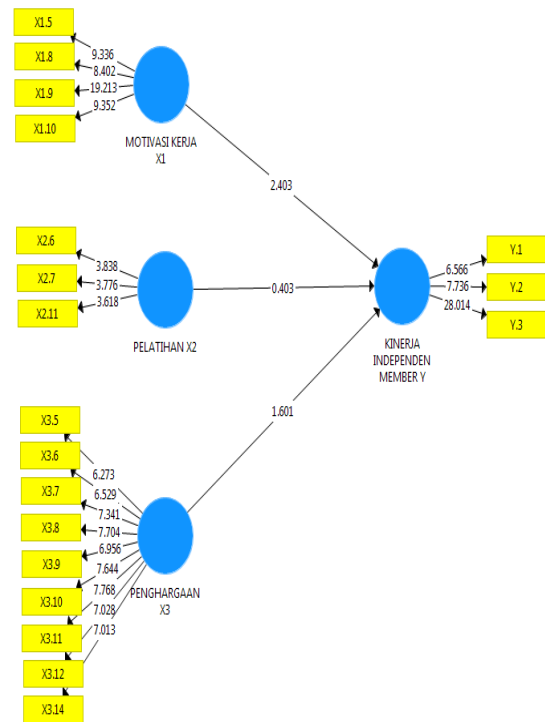 X1.5
X1.8
X1.9
X1.10
9.336
8.402
19.213
9.352
MOTIVASI KERJA
X1
2.403
X2.6
X2.7
X2.11
3.838
3.776
3.618
PELATIHAN X2
0.403
Y.1
Y.2
Y.3
6.566
7.736
28.014
KINERJA
INDEPENDEN
MEMBER Y
1.601
X3.5
X3.6
X3.7
X3.8
X3.9
X3.10
X3.11
X3.12
X3.14
6.273
6.529
7.341
7.704
6.956
7.644
7.768
7.028
7.013
PENGHARGAAN
X3